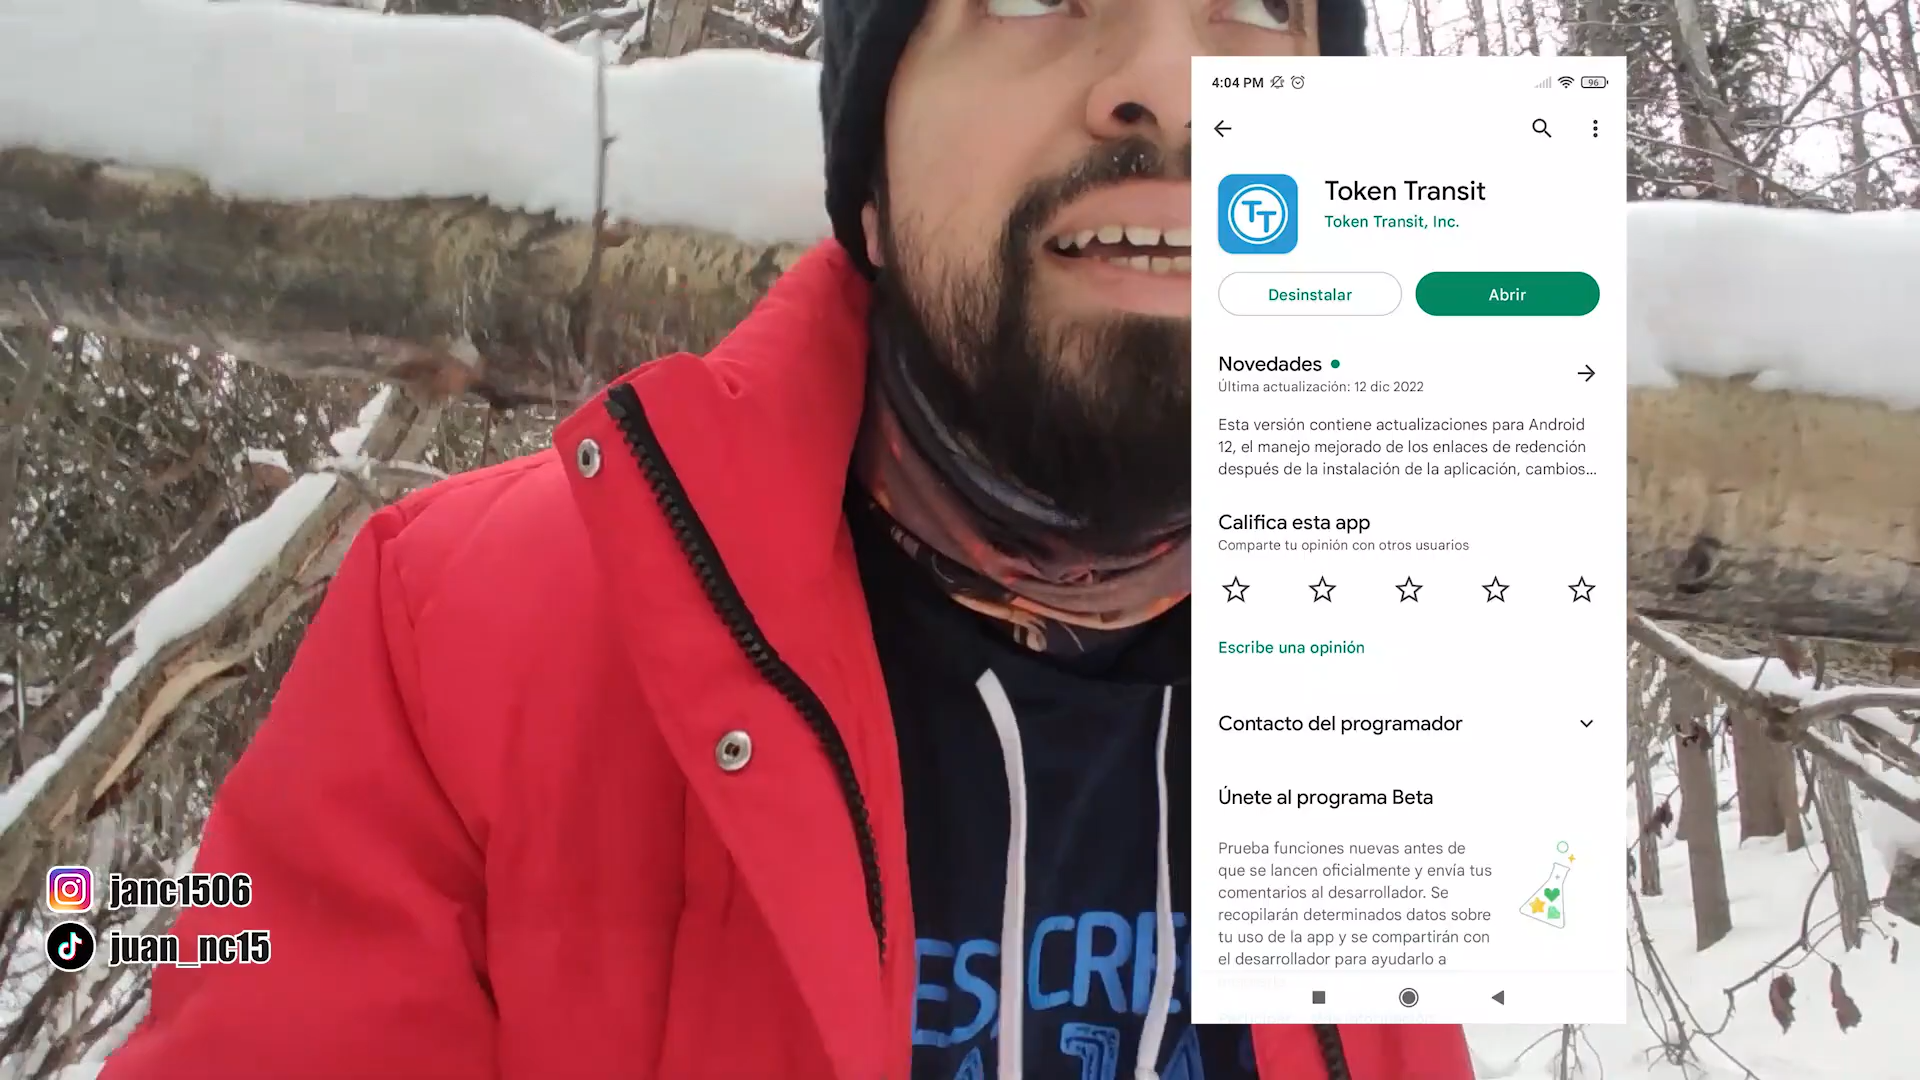 4:04 PM
96
TT
Token Transit
Token Transit, Inc.
Desinstalar
Abrir
Novedades
Última actualización: 12 dic 2022
Esta versión contiene actualizaciones para Android
12, el manejo mejorado de los enlaces de redención
después de la instalación de la aplicación, cambios...
Califica esta app
Comparte tu opinión con otros usuarios
Escribe una opinión
Contacto del programador
Únete al programa Beta
Prueba funciones nuevas antes de
que se lancen oficialmente y envía tus
comentarios al desarrollador. Se
recopilarán determinados datos sobre
tu uso de la app y se compartirán con
el desarrollador para ayudarlo a
janc1506
juan_nc15